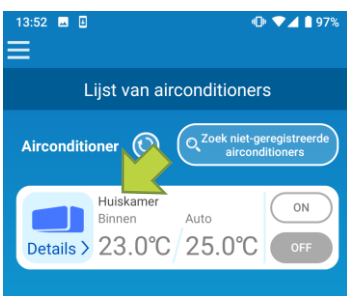 13:52 97%
Lijst van airconditioners
Airconditioner
Zoek niet-geregistreerde
airconditioners
Huiskamer
Binnen Auto ON
Details > 23.0°C 25.0°C OFF